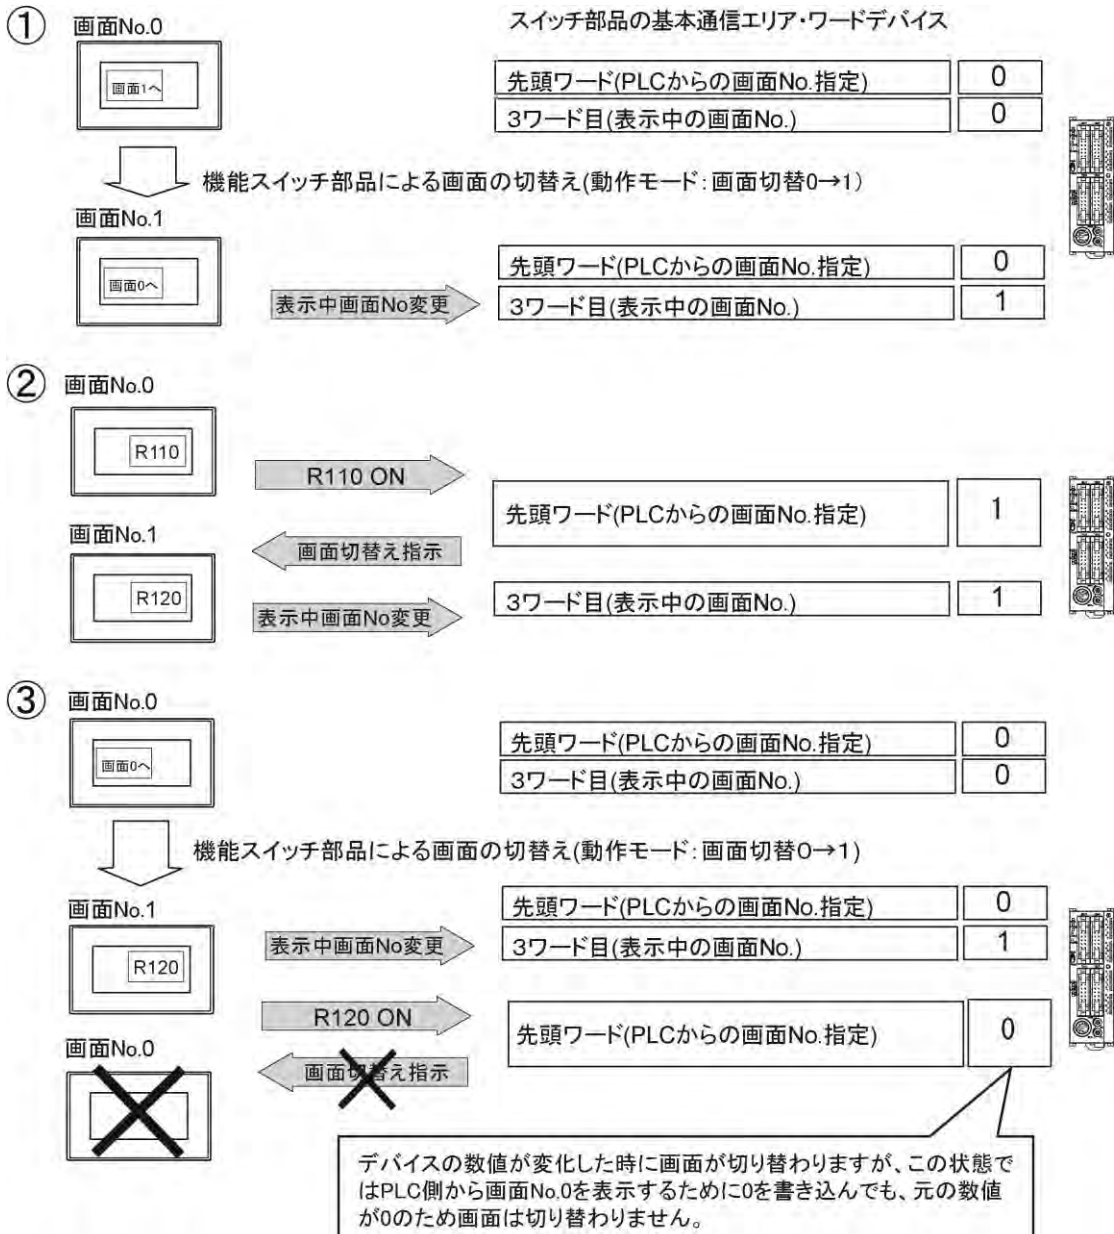 ① 画面No.0
スイッチ部品の基本通信エリア・ワードデバイス
画面1へ
先頭ワード(PLCからの画面No.指定) 0
3ワード目(表示中の画面No.) 0
機能スイッチ部品による画面の切替え(動作モード:画面切替0→1)
画面No.1
画面0へ
先頭ワード(PLCからの画面No.指定) 0
表示中画面No変更
3ワード目(表示中の画面No.) 1
② 画面No.0
R110
R110 ON
先頭ワード(PLCからの画面No.指定) 1
画面No.1
画面切替え指示
R120
表示中画面No変更
3ワード目(表示中の画面No.) 1
③ 画面No.0
画面0へ
先頭ワード(PLCからの画面No.指定) 0
3ワード目(表示中の画面No.) 0
機能スイッチ部品による画面の切替え(動作モード:画面切替0→1)
画面No.1
R120
先頭ワード(PLCからの画面No.指定) 0
表示中画面No変更
3ワード目(表示中の画面No.) 1
R120 ON
先頭ワード(PLCからの画面No.指定) 0
画面No.0
画面切替え指示
デバイスの数値が変化した時に画面が切り替わりますが、この状態で
はPLC側から画面No.0を表示するために0を書き込んでも、元の数値
が0のため画面は切り替わりません。